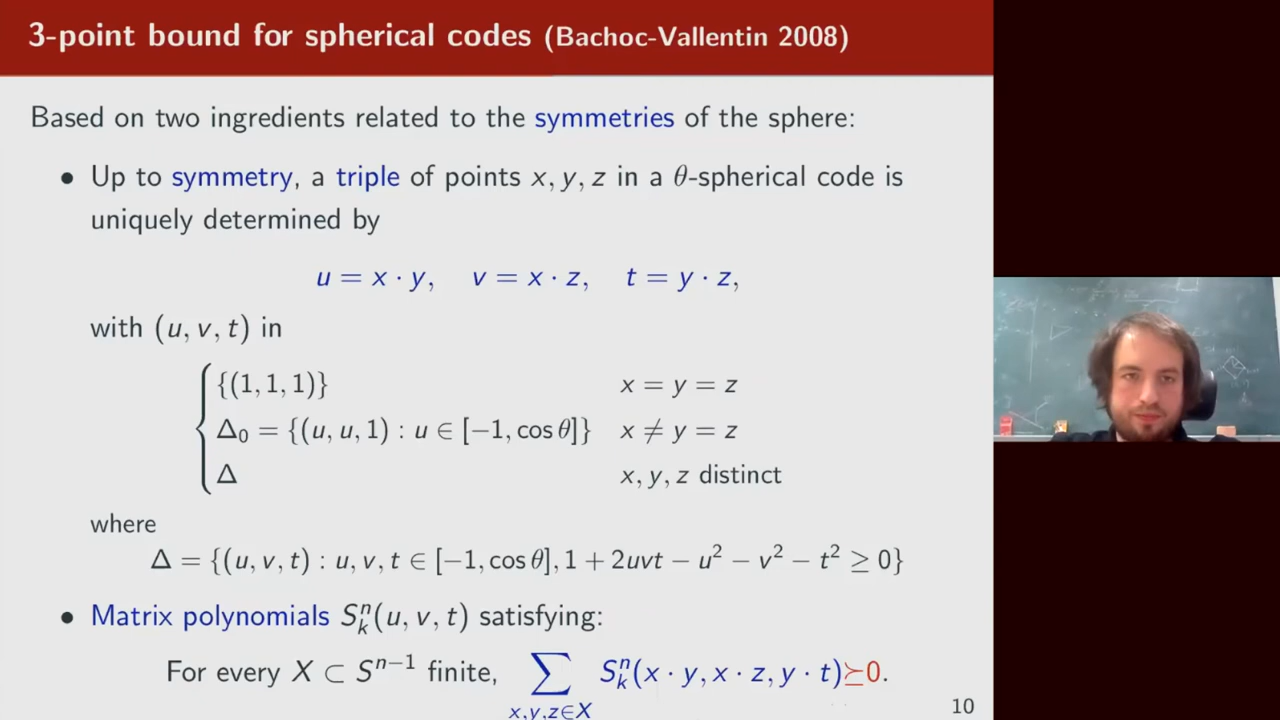 3-point bound for spherical codes (Bachoc-Vallentin 2008)
Based on two ingredients related to the symmetries of the sphere:
• Up to symmetry, a triple of points x, y, z in a θ-spherical code is
uniquely determined by
u = x · y, v = x · z, t = y · z,
with (u, v, t) in
{(1, 1, 1)} x = y = z
Δ₀ = {(u, u, 1) : u ∈ [−1, cos θ]} x ≠ y = z
Δ x, y, z distinct
where
Δ = {(u, v, t) : u, v, t ∈ [−1, cos θ], 1 + 2uvt − u² − v² − t² ≥ 0}
• Matrix polynomials Sₖⁿ(u, v, t) satisfying:
For every X ⊂ Sⁿ⁻¹ finite, ∑ Sₖⁿ(x · y, x · z, y · t)⪰0.
x,y,z∈X
10